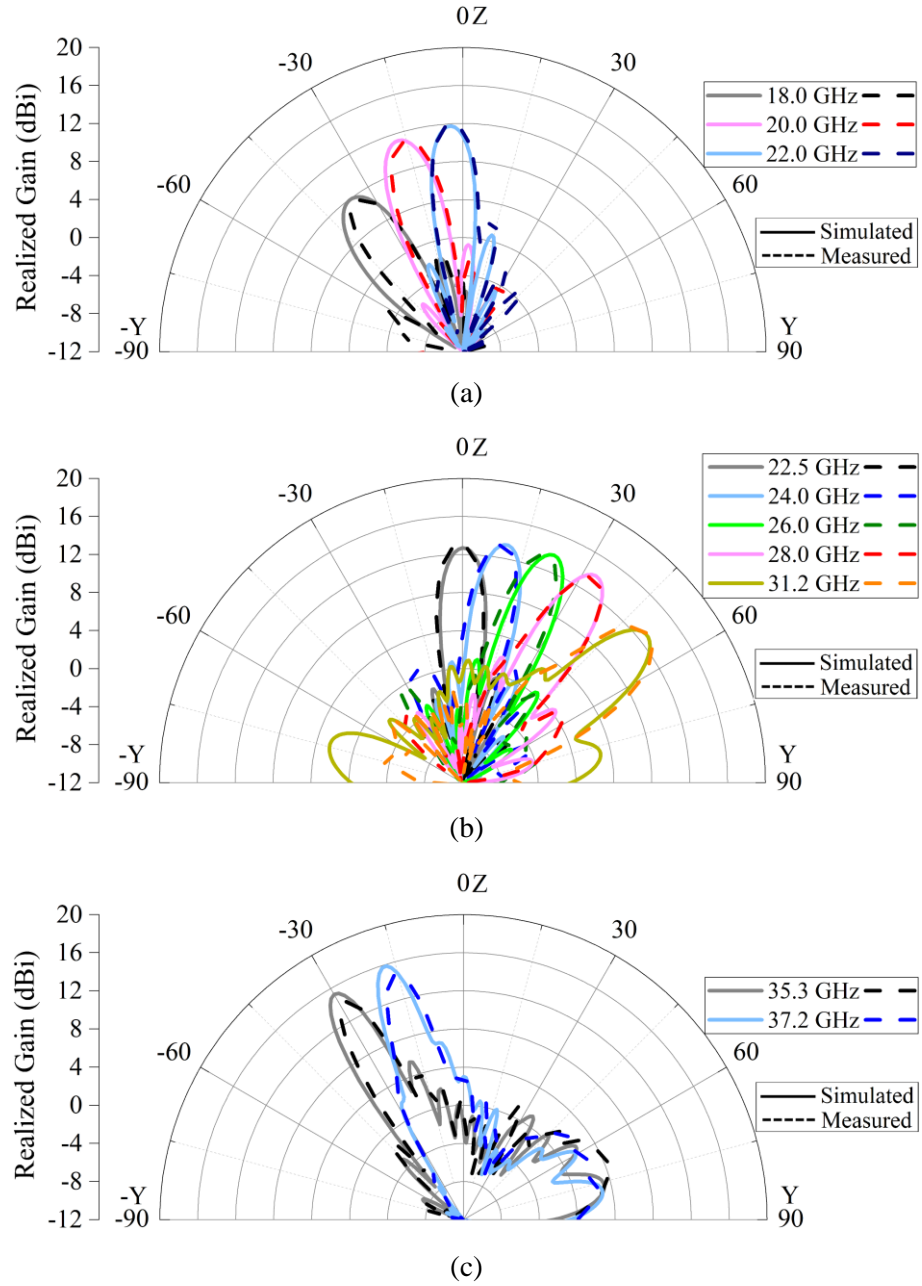 0 Z
-30
30
-60
60
-Y
-90
Y
90
Realized Gain (dBi)
20
16
12
8
4
0
-4
-8
-12
18.0 GHz
20.0 GHz
22.0 GHz
Simulated
Measured
(a)
0 Z
-30
30
-60
60
-Y
-90
Y
90
Realized Gain (dBi)
20
16
12
8
4
0
-4
-8
-12
22.5 GHz
24.0 GHz
26.0 GHz
28.0 GHz
31.2 GHz
Simulated
Measured
(b)
0 Z
-30
30
-60
60
-Y
-90
Y
90
Realized Gain (dBi)
20
16
12
8
4
0
-4
-8
-12
35.3 GHz
37.2 GHz
Simulated
Measured
(c)